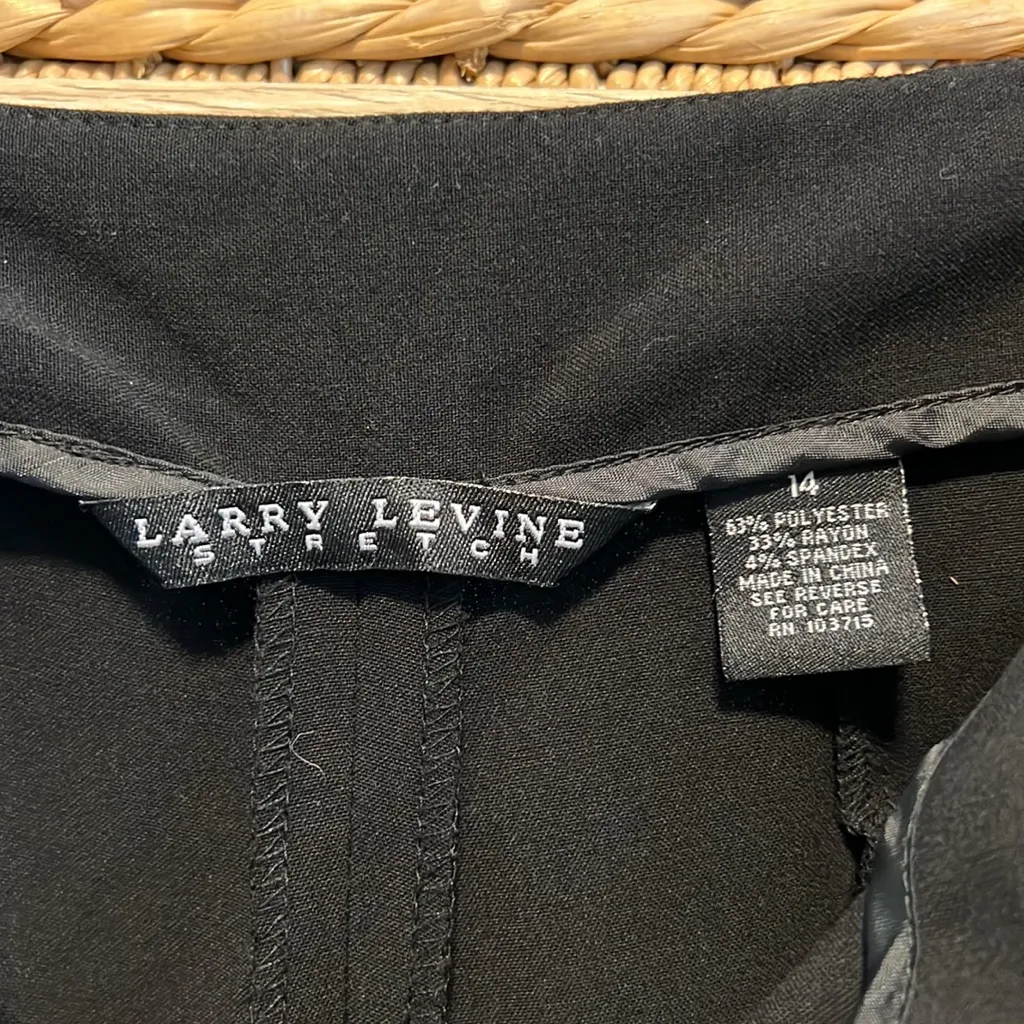 LARRY LEVINE
STRETCH
14
63% POLYESTER
33% RAYON
4% SPANDEX
MADE IN CHINA
SEE REVERSE
FOR CARE
RN 103715